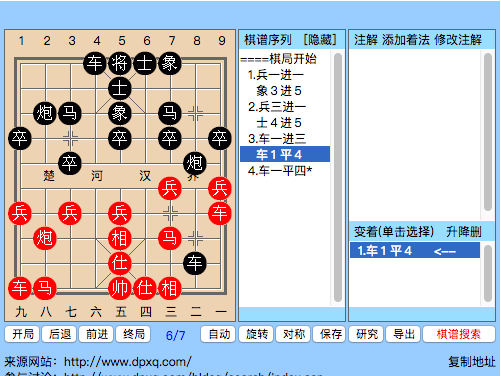 1 2 3 4 5 6 7 8 9
车将士象
士
炮马象马
卒卒卒卒
卒炮
楚 河 汉 界
兵兵
兵兵兵车
炮相马
仕车
车马帅仕相
九 八 七 六 五 四 三 二 一
棋谱序列 [隐藏]
====棋局开始
1.兵一进一
象３进５
2.兵三进一
士４进５
3.车一进三
车１平４
4.车一平四*
注解 添加着法 修改注解
变着(单击选择) 升降删
1.车１平４ <--
开局 后退 前进 终局 6/7 自动 旋转 对称 保存 研究 导出 棋谱搜索
来源网站: http://www.dpxq.com/ 复制地址